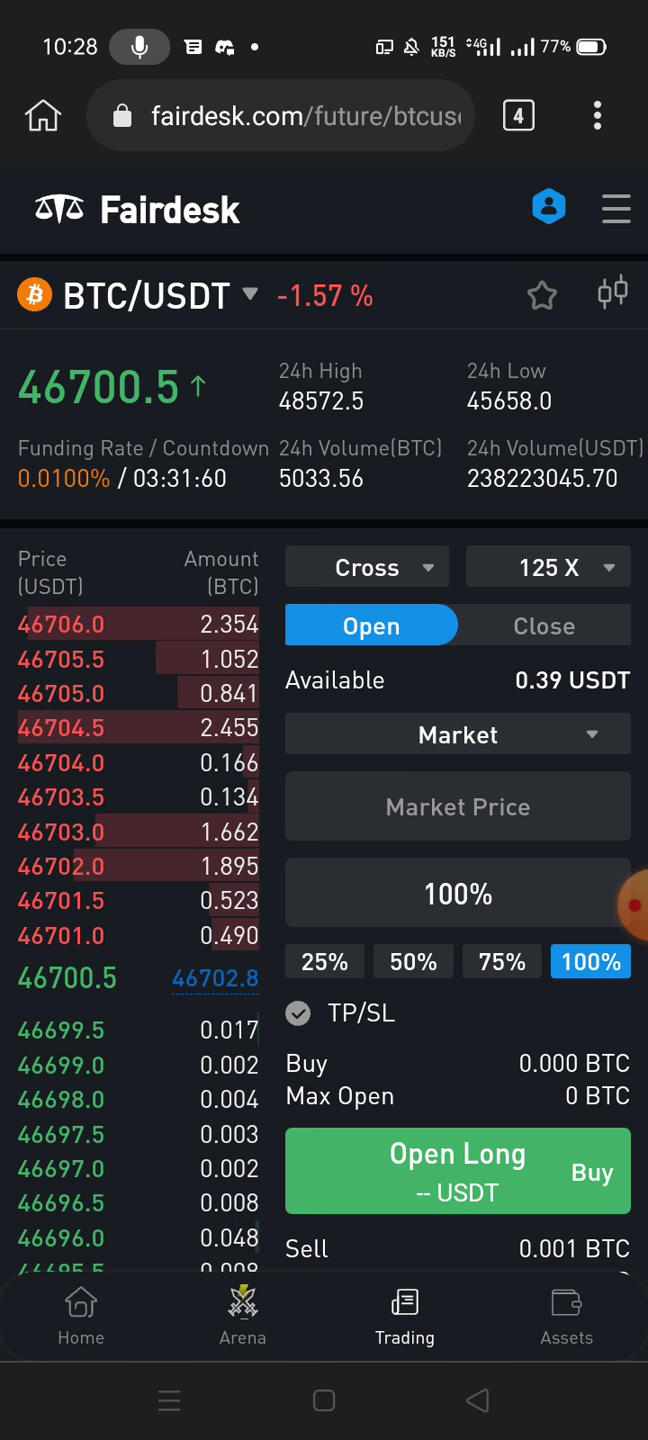 10:28
151 KB/S 4G 77%
fairdesk.com/future/btcus
4
Fairdesk
BTC/USDT -1.57 %
46700.5↑
24h High
48572.5
24h Low
45658.0
Funding Rate / Countdown
0.0100% / 03:31:60
24h Volume(BTC)
5033.56
24h Volume(USDT)
238223045.70
Price (USDT)
Amount (BTC)
46706.0 2.354
46705.5 1.052
46705.0 0.841
46704.5 2.455
46704.0 0.166
46703.5 0.134
46703.0 1.662
46702.0 1.895
46701.5 0.523
46701.0 0.490
46700.5 46702.8
46699.5 0.017
46699.0 0.002
46698.0 0.004
46697.5 0.003
46697.0 0.002
46696.5 0.008
46696.0 0.048
Cross 125 X
Open Close
Available 0.39 USDT
Market
Market Price
100%
25% 50% 75% 100%
TP/SL
Buy 0.000 BTC
Max Open 0 BTC
Open Long
-- USDT
Buy
Sell 0.001 BTC
Home Arena Trading Assets